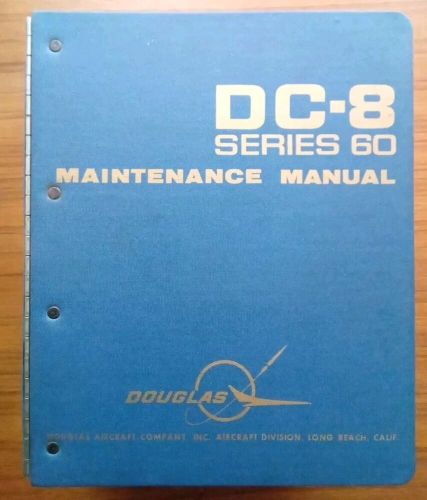 DC-8
SERIES 60
MAINTENANCE MANUAL
DOUGLAS
DOUGLAS AIRCRAFT COMPANY, INC. AIRCRAFT DIVISION, LONG BEACH, CALIF.